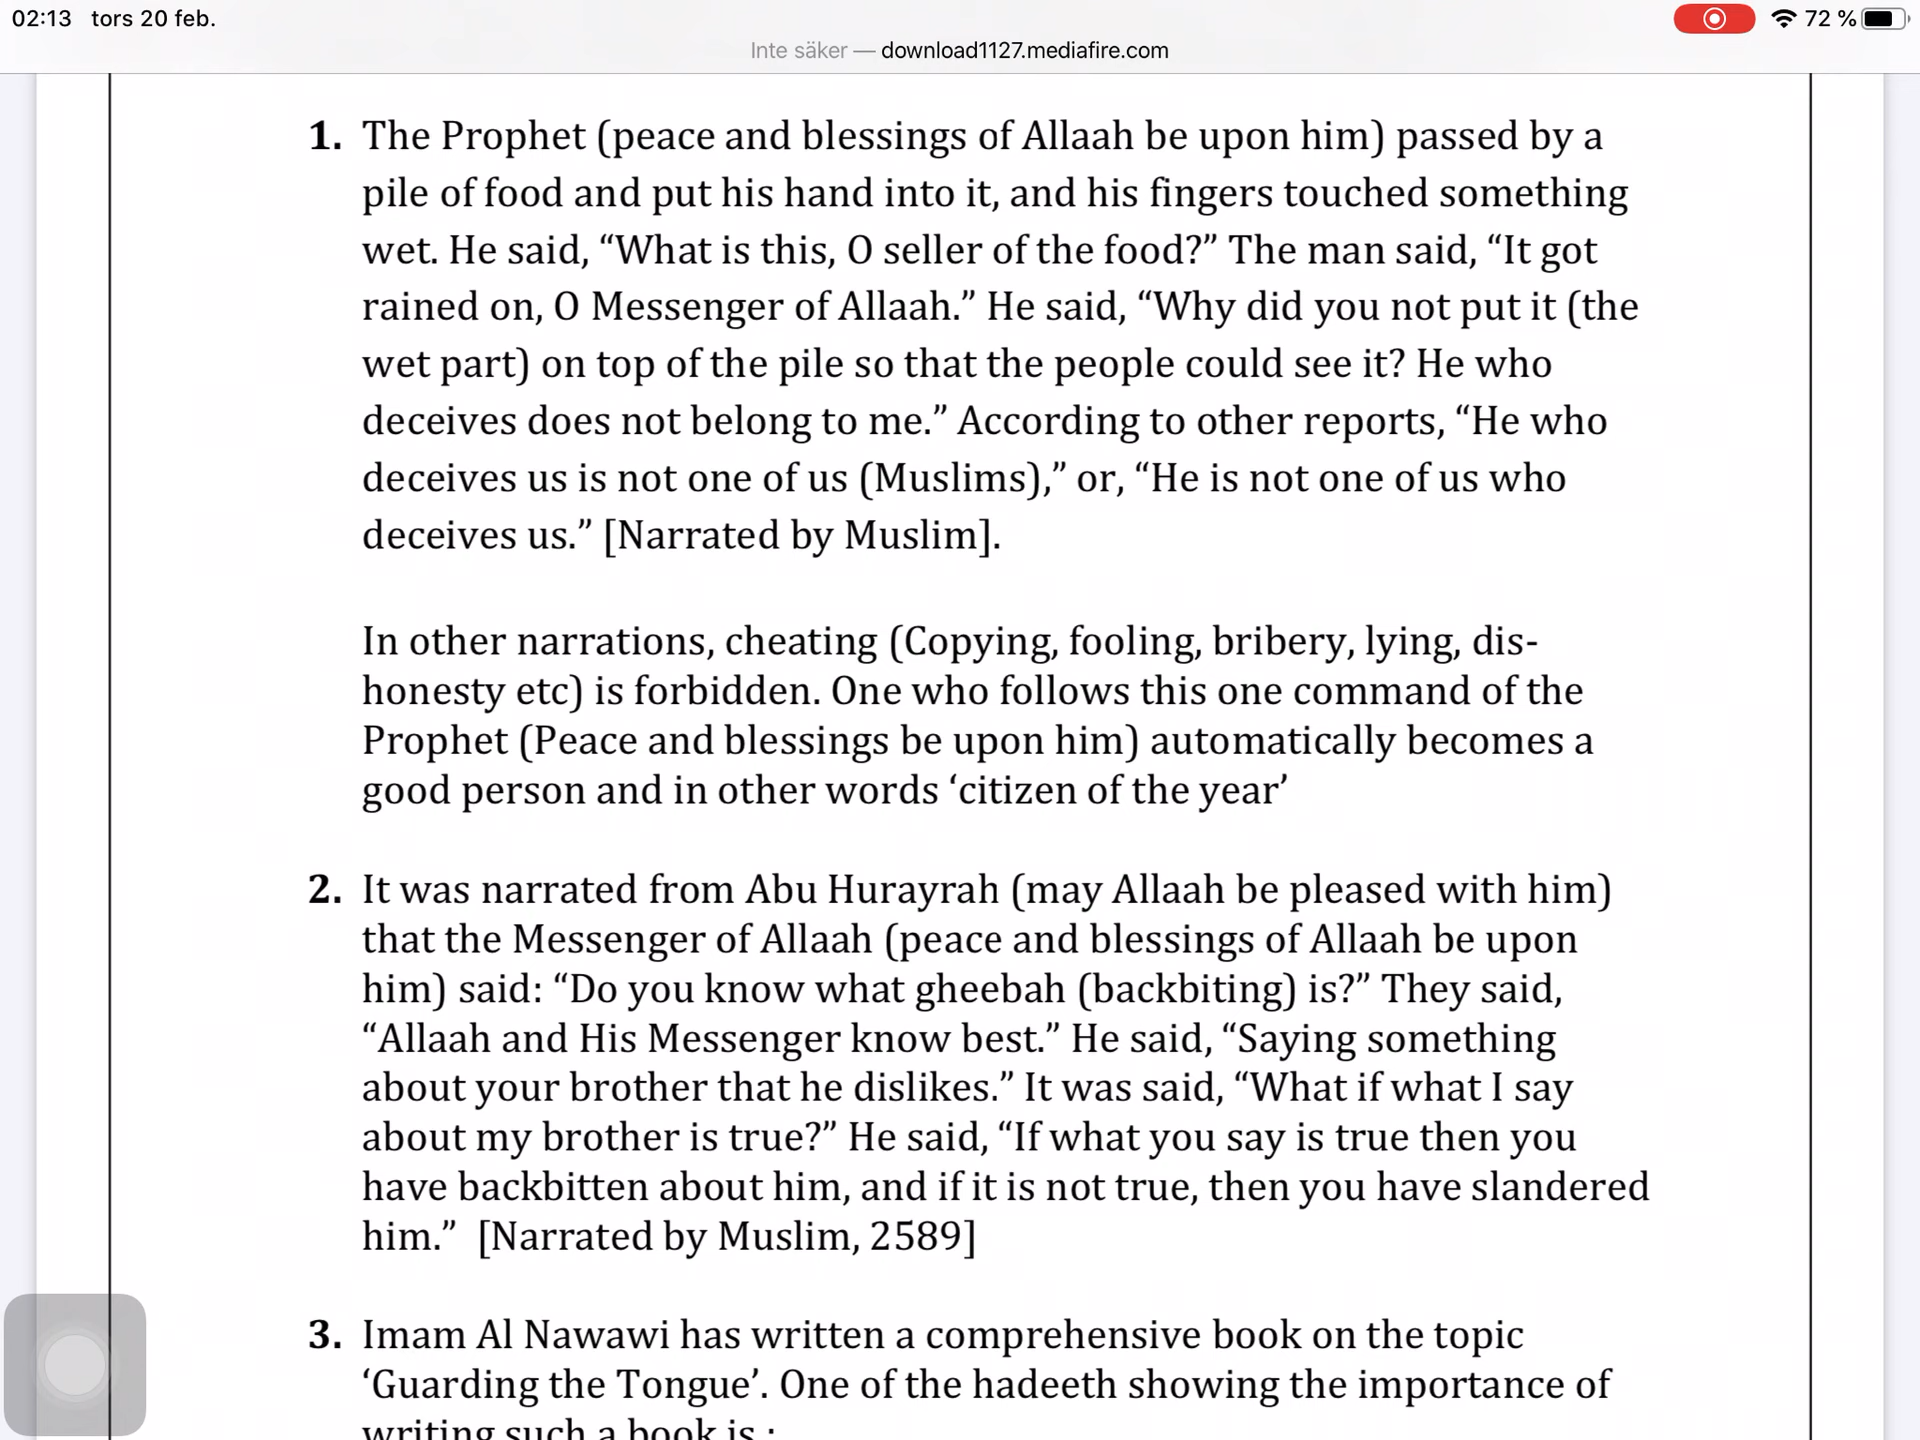 02:13 tors 20 feb.
72 %
Inte säker — download1127.mediafire.com
1. The Prophet (peace and blessings of Allaah be upon him) passed by a
pile of food and put his hand into it, and his fingers touched something
wet. He said, “What is this, O seller of the food?” The man said, “It got
rained on, O Messenger of Allaah.” He said, “Why did you not put it (the
wet part) on top of the pile so that the people could see it? He who
deceives does not belong to me.” According to other reports, “He who
deceives us is not one of us (Muslims),” or, “He is not one of us who
deceives us.” [Narrated by Muslim].
In other narrations, cheating (Copying, fooling, bribery, lying, dis-
honesty etc) is forbidden. One who follows this one command of the
Prophet (Peace and blessings be upon him) automatically becomes a
good person and in other words ‘citizen of the year’
2. It was narrated from Abu Hurayrah (may Allaah be pleased with him)
that the Messenger of Allaah (peace and blessings of Allaah be upon
him) said: “Do you know what gheebah (backbiting) is?” They said,
“Allaah and His Messenger know best.” He said, “Saying something
about your brother that he dislikes.” It was said, “What if what I say
about my brother is true?” He said, “If what you say is true then you
have backbitten about him, and if it is not true, then you have slandered
him.”  [Narrated by Muslim, 2589]
3. Imam Al Nawawi has written a comprehensive book on the topic
‘Guarding the Tongue’. One of the hadeeth showing the importance of
writing such a book is :